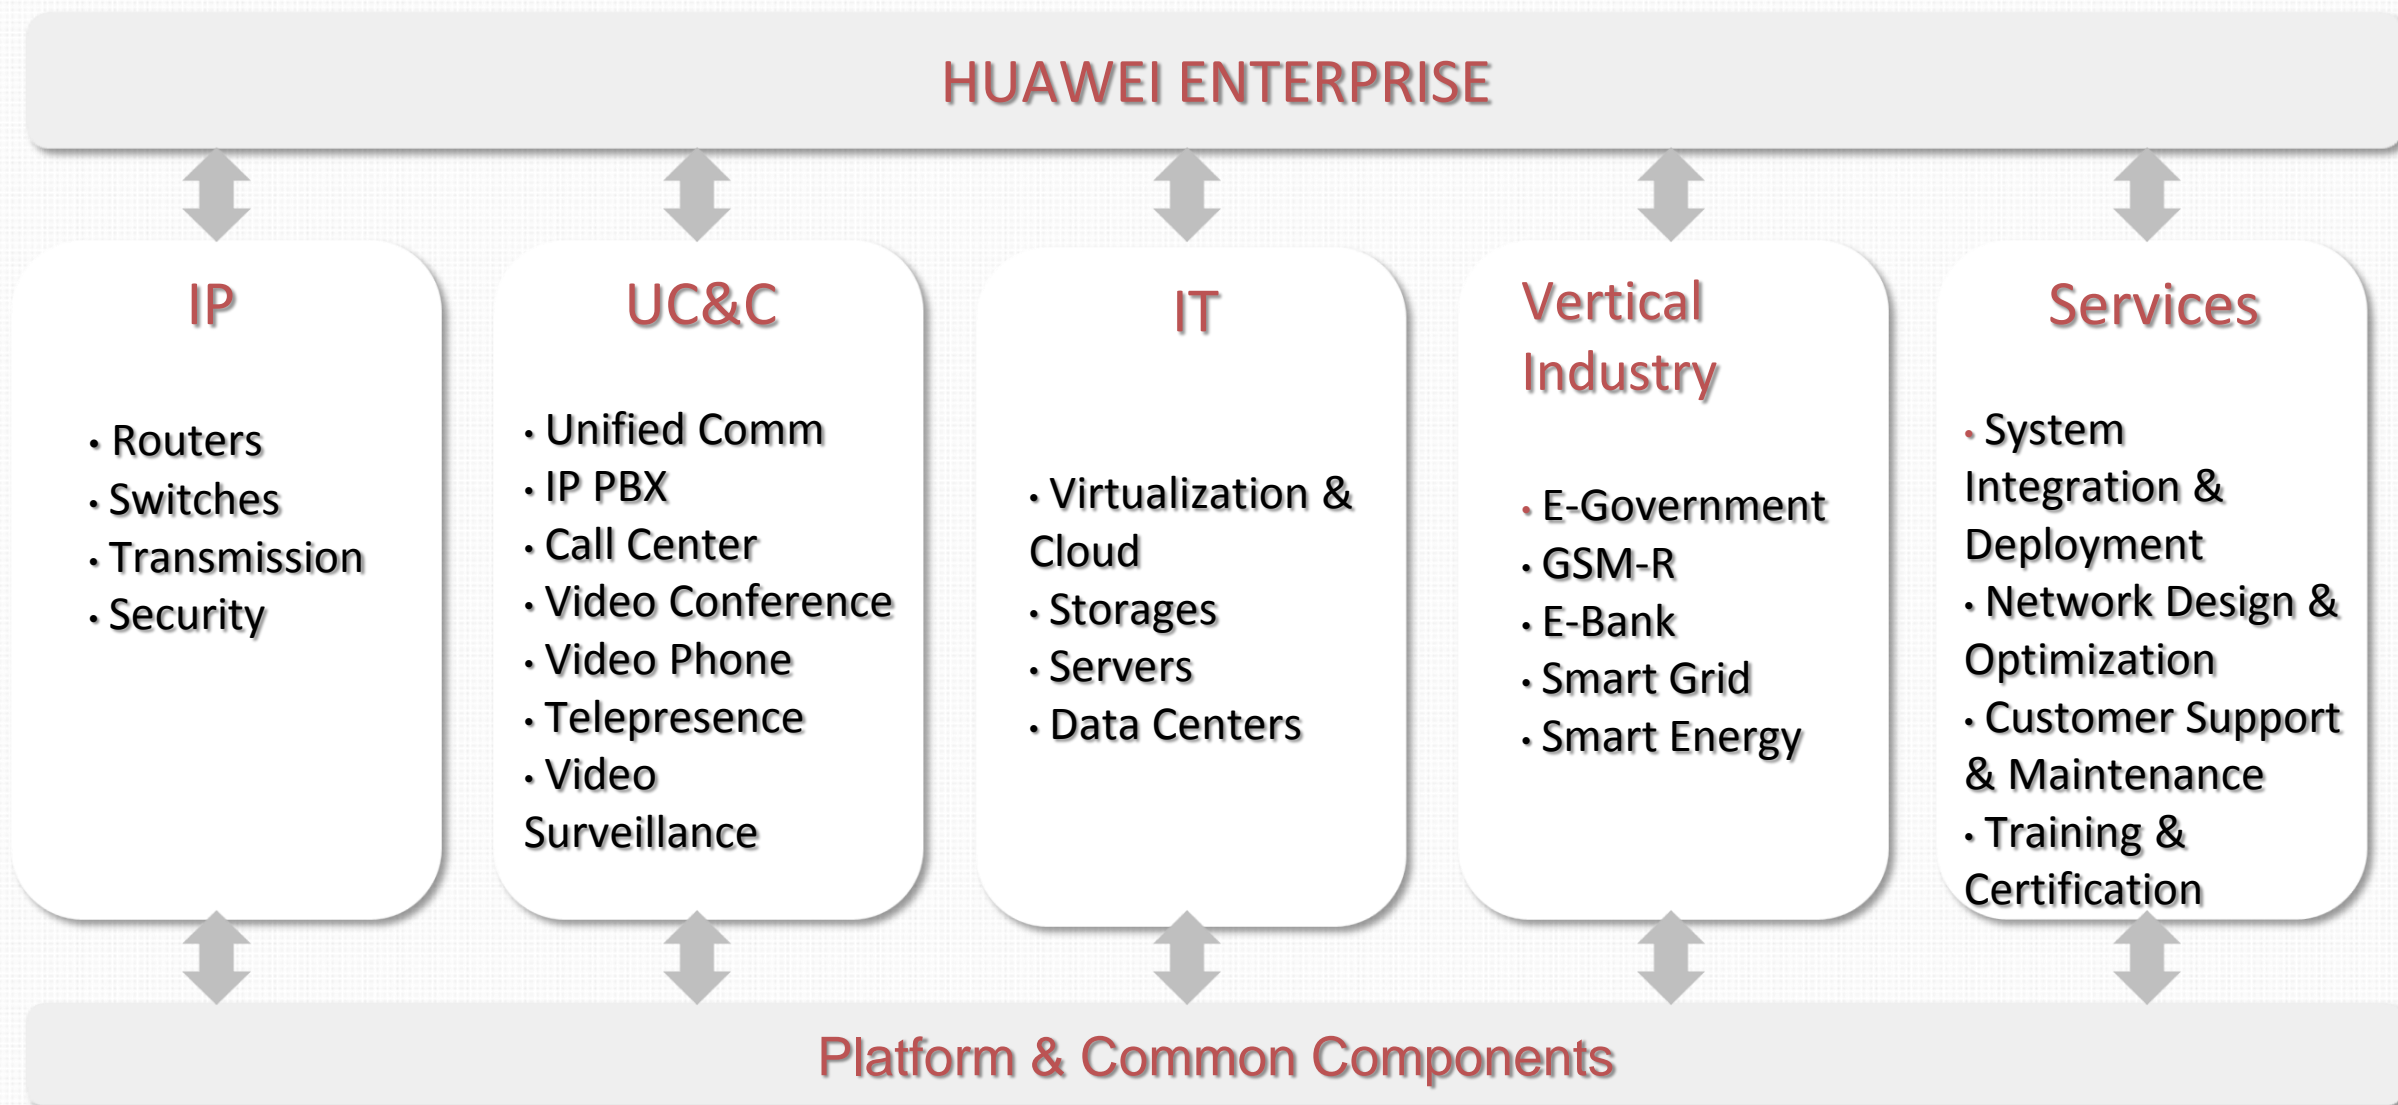 HUAWEI ENTERPRISE
IP
• Routers
• Switches
• Transmission
• Security
UC&C
• Unified Comm
• IP PBX
• Call Center
• Video Conference
• Video Phone
• Telepresence
• Video
Surveillance
IT
• Virtualization &
Cloud
• Storages
• Servers
• Data Centers
Vertical
Industry
• E-Government
• GSM-R
• E-Bank
• Smart Grid
• Smart Energy
Services
• System
Integration &
Deployment
• Network Design &
Optimization
• Customer Support
& Maintenance
• Training &
Certification
Platform & Common Components